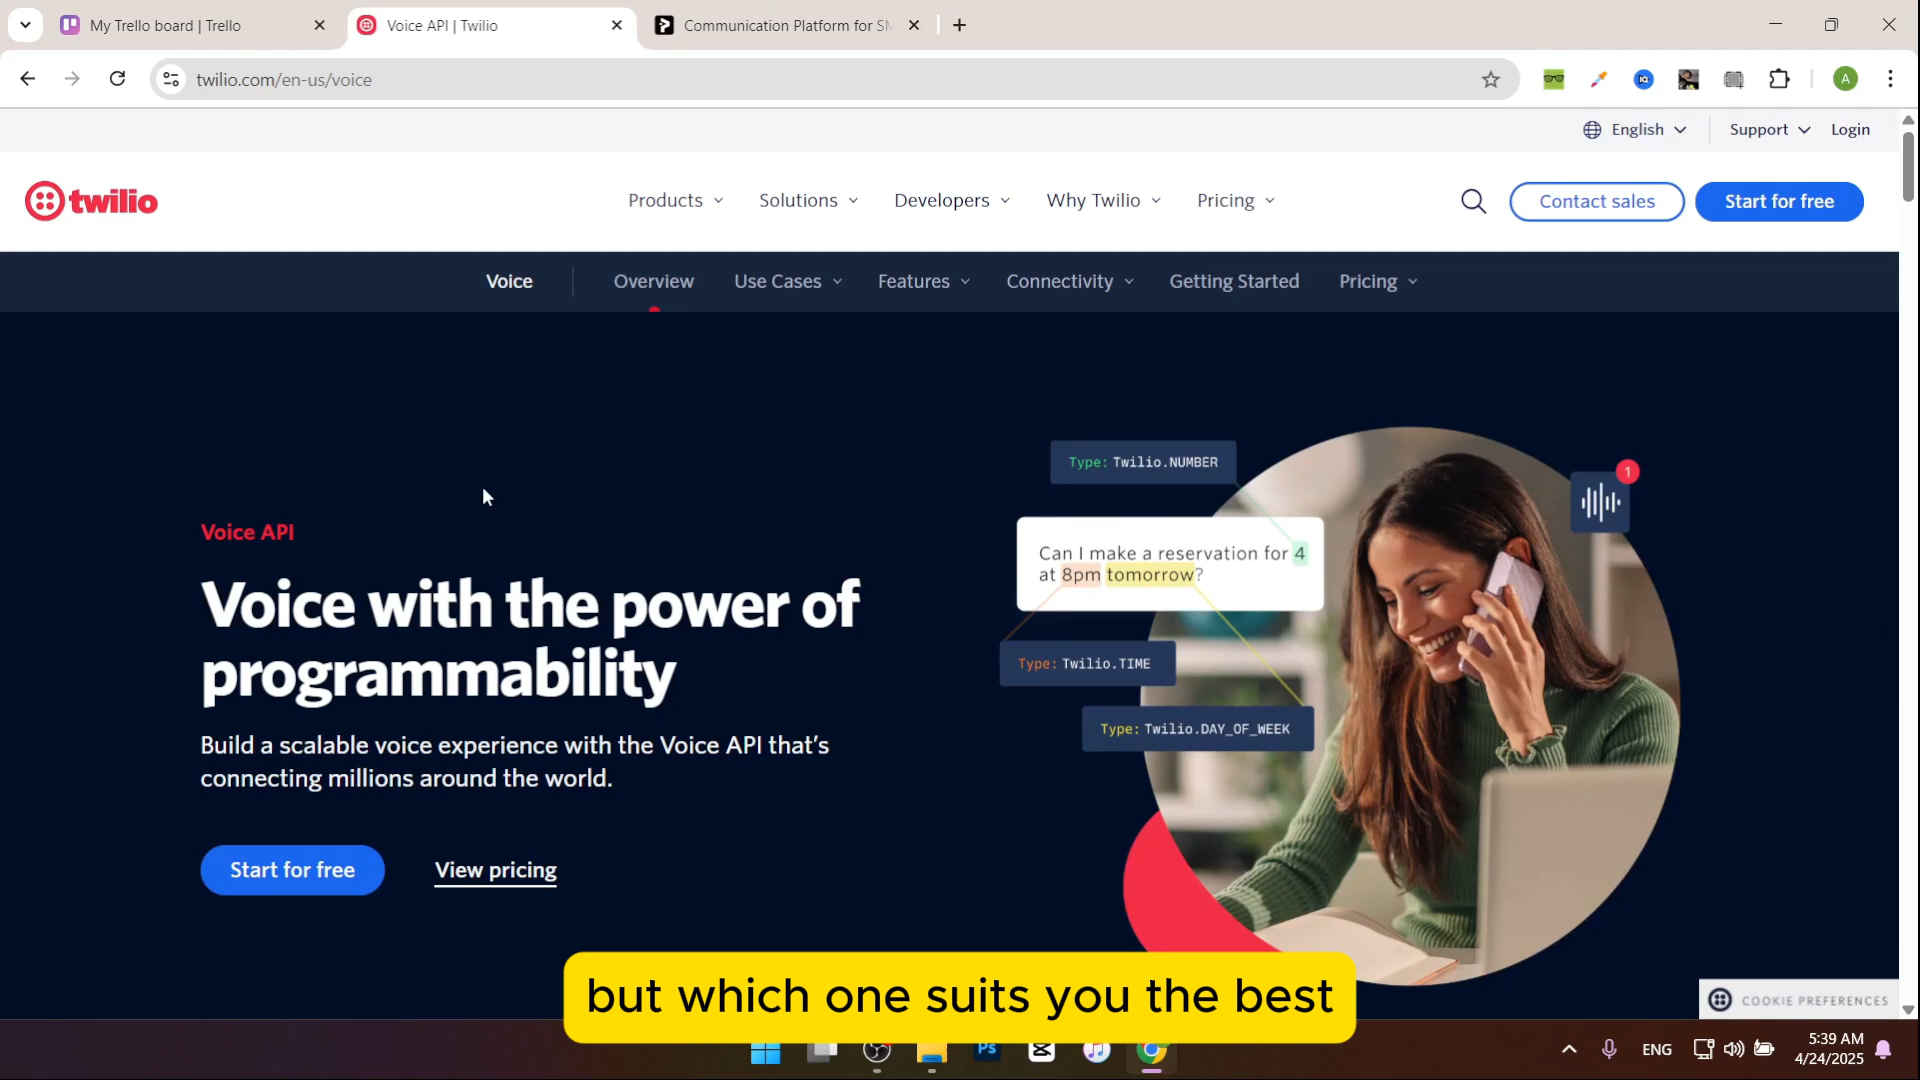 My Trello board | Trello
Voice API | Twilio
Communication Platform for SM
twilio.com/en-us/voice
A
English
Support
Login
twilio
Products
Solutions
Developers
Why Twilio
Pricing
Contact sales
Start for free
Voice
Overview
Use Cases
Features
Connectivity
Getting Started
Pricing
Type: Twilio.NUMBER
1
Can I make a reservation for 4
at 8pm tomorrow?
Type: Twilio.TIME
Type: Twilio.DAY_OF_WEEK
Voice API
Voice with the power of
programmability
Build a scalable voice experience with the Voice API that's
connecting millions around the world.
Start for free
View pricing
but which one suits you the best
COOKIE PREFERENCES
Ps
ENG
5:39 AM
4/24/2025